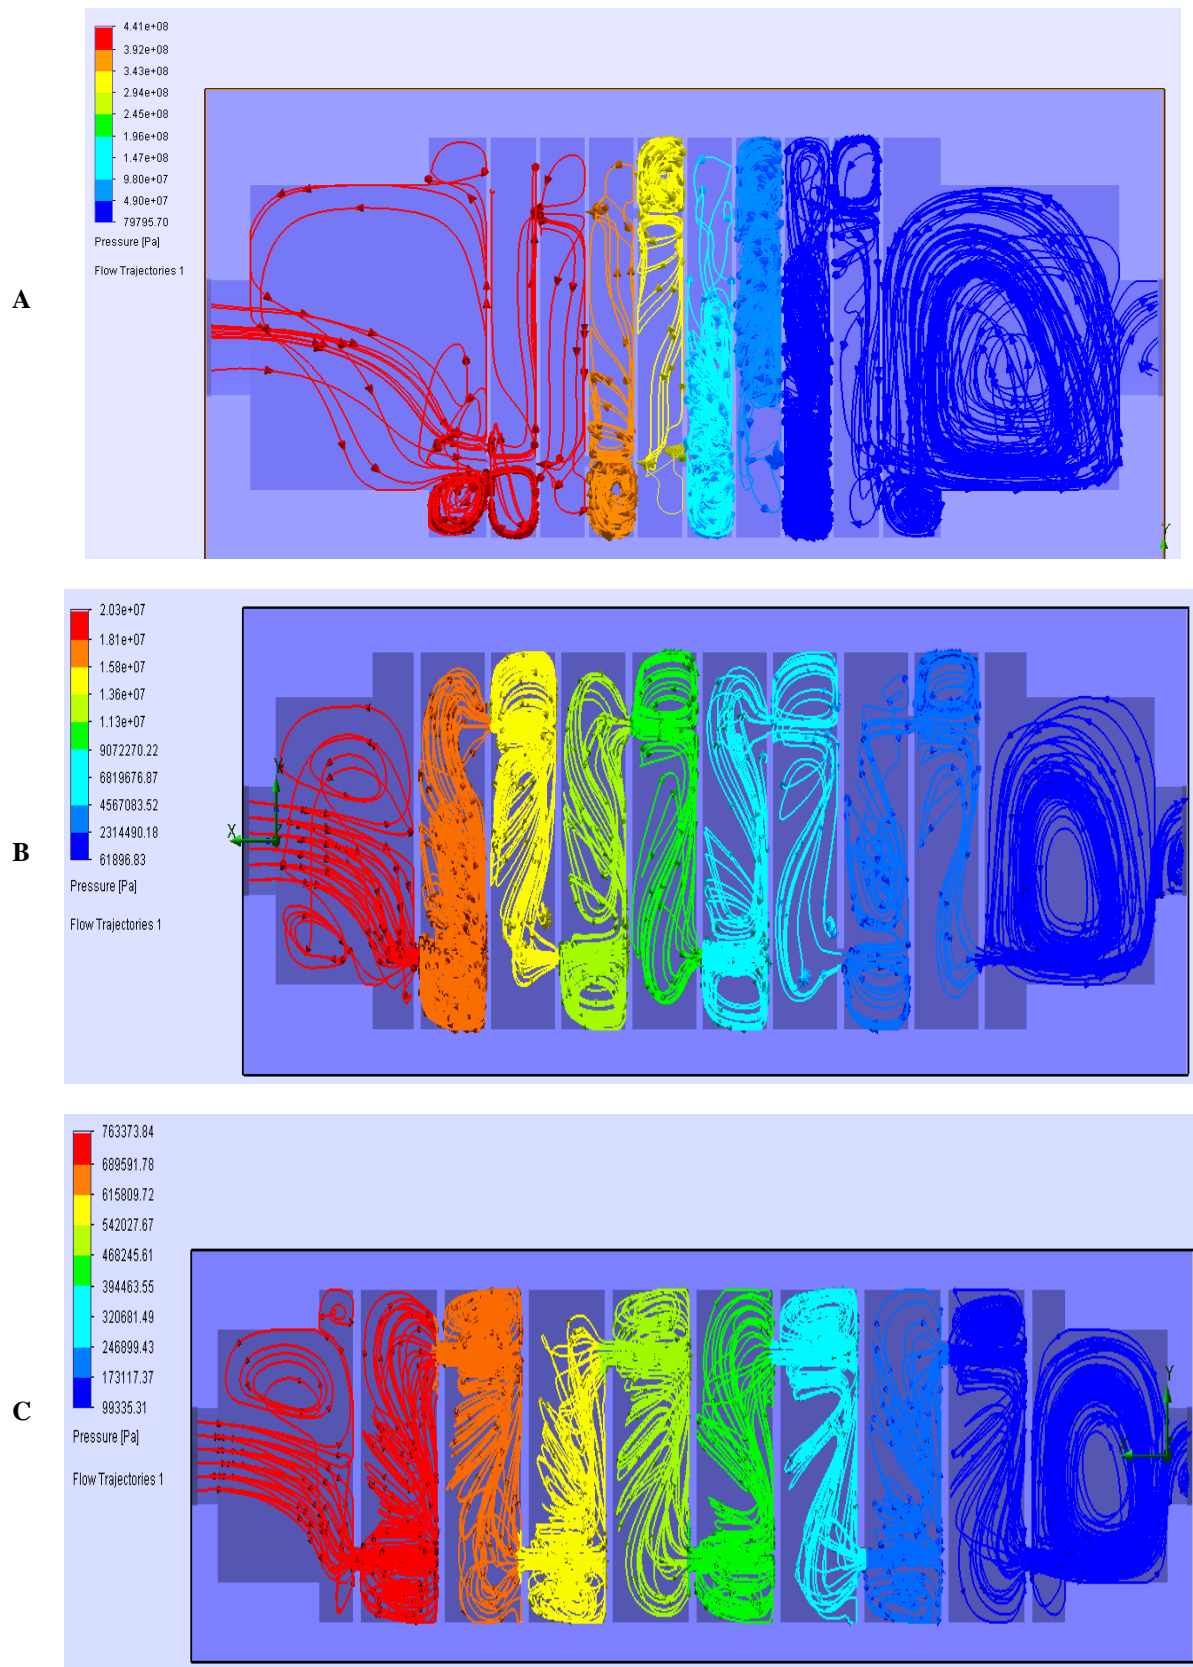 4.41e+08
3.92e+08
3.43e+08
2.94e+08
2.45e+08
1.96e+08
1.47e+08
9.80e+07
4.90e+07
79795.70
Pressure [Pa]
Flow Trajectories 1
A
Y
2.03e+07
1.81e+07
1.58e+07
1.36e+07
1.13e+07
9072270.22
6819676.87
4567083.52
2314490.18
61896.83
Pressure [Pa]
Flow Trajectories 1
B
Y
X
Z
763373.84
689591.78
615809.72
542027.67
468245.61
394463.55
320681.49
246899.43
173117.37
99335.31
Pressure [Pa]
Flow Trajectories 1
C
Y